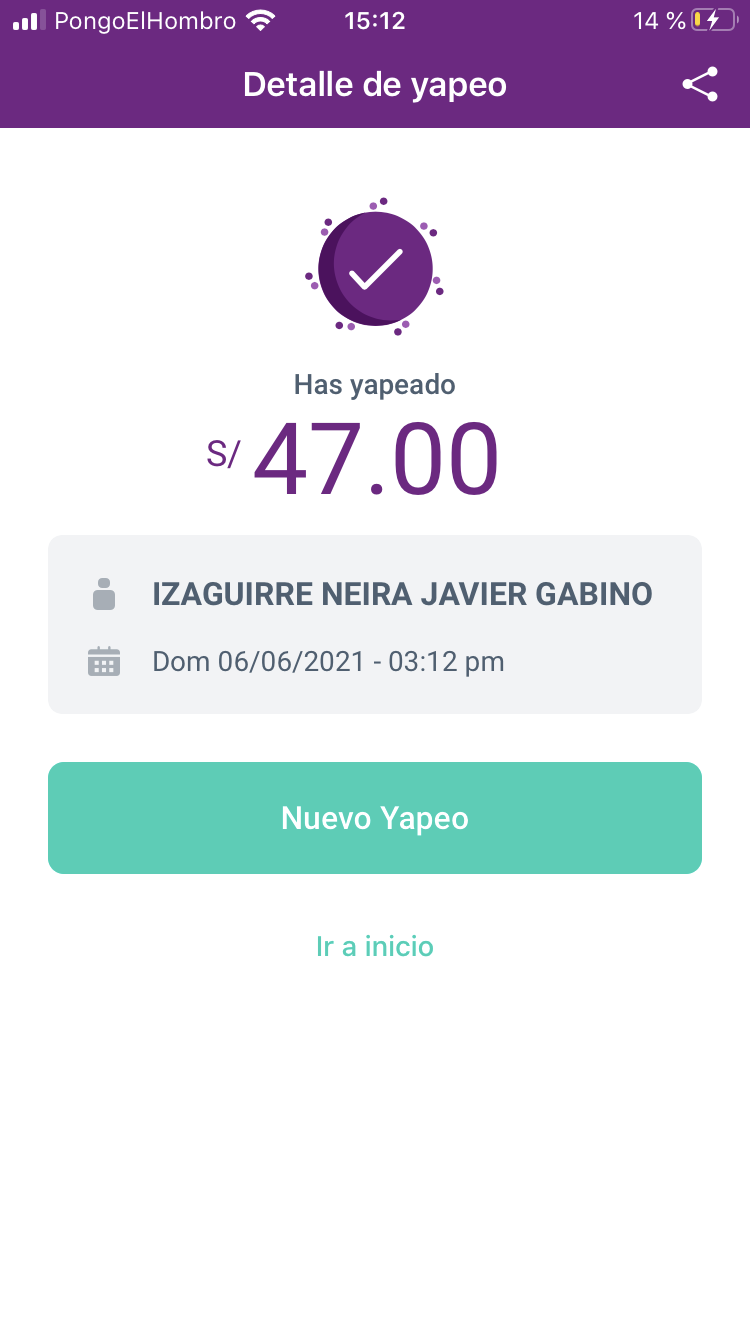 PongoElHombro 15:12 14 %
Detalle de yapeo
Has yapeado
S/ 47.00
IZAGUIRRE NEIRA JAVIER GABINO
Dom 06/06/2021 - 03:12 pm
Nuevo Yapeo
Ir a inicio